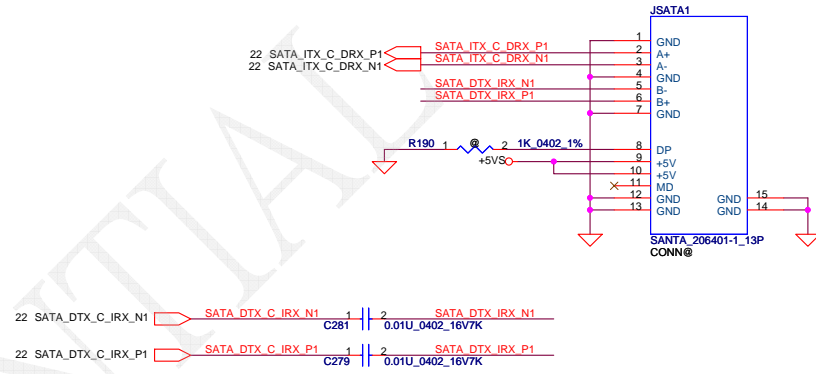 JSATA1
1 GND
22 SATA_ITX_C_DRX_P1 SATA_ITX_C_DRX_P1 2 A+
22 SATA_ITX_C_DRX_N1 SATA_ITX_C_DRX_N1 3 A-
4 GND
SATA_DTX_IRX_N1 5 B-
SATA_DTX_IRX_P1 6 B+
7 GND
R190 1 @ 2 1K_0402_1% 8 DP
+5VS 9 +5V
10 +5V
11 MD
12 GND GND 15
13 GND GND 14
SANTA_206401-1_13P
CONN@
22 SATA_DTX_C_IRX_N1 SATA_DTX_C_IRX_N1 1 2 SATA_DTX_IRX_N1
C281 0.01U_0402_16V7K
22 SATA_DTX_C_IRX_P1 SATA_DTX_C_IRX_P1 1 2 SATA_DTX_IRX_P1
C279 0.01U_0402_16V7K
NTIAL